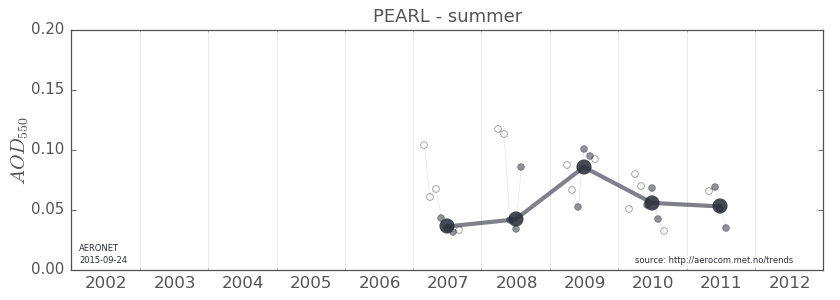 PEARL - summer
0.20
0.15
0.10
0.05
0.00
AOD550
AERONET
2015-09-24
source: http://aerocom.met.no/trends
2002 2003 2004 2005 2006 2007 2008 2009 2010 2011 2012